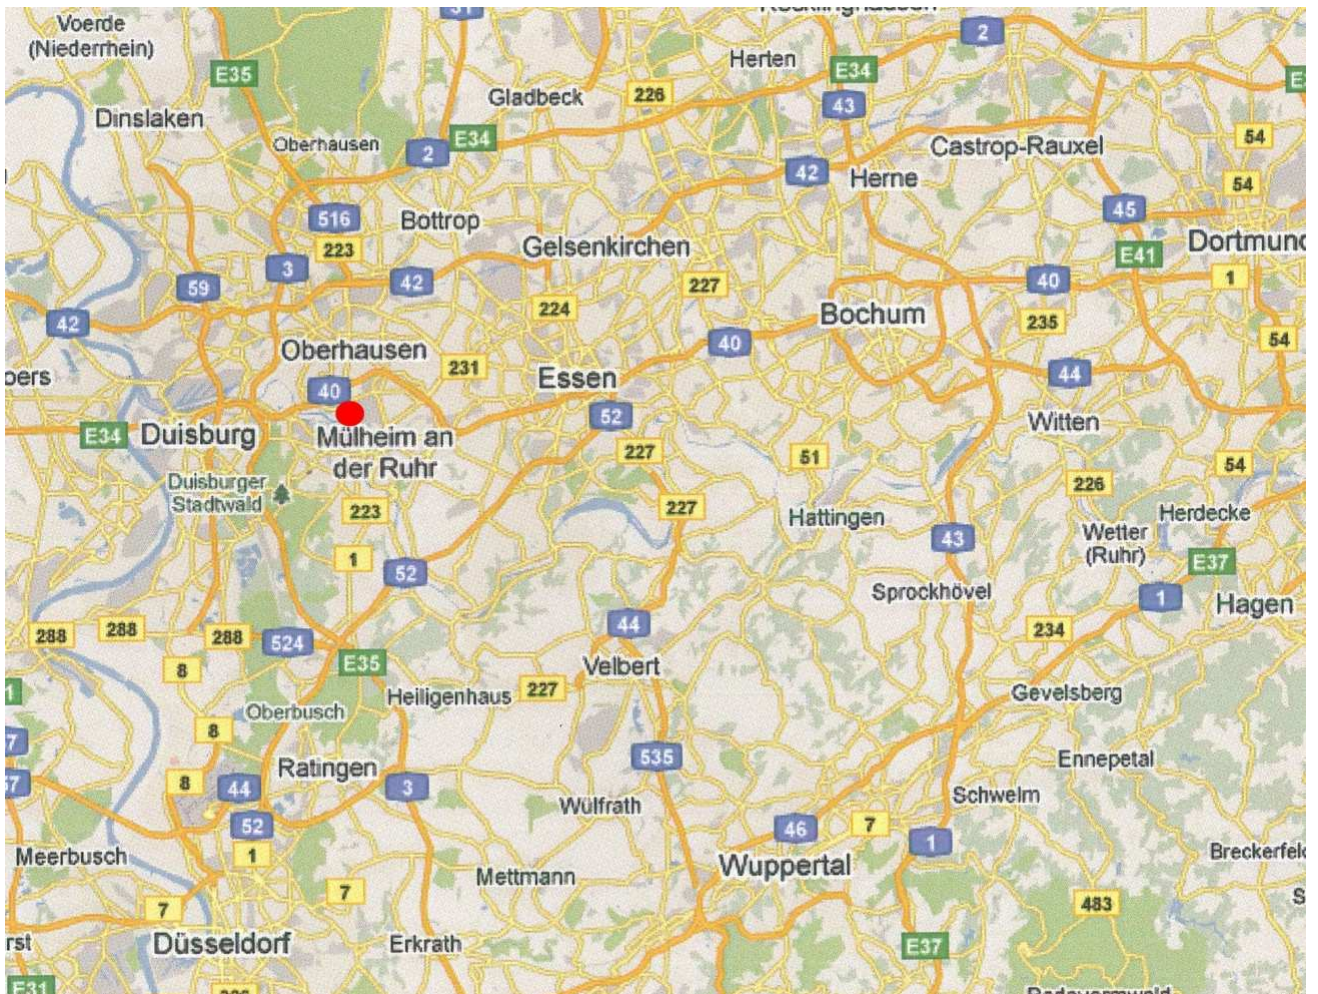 Voerde
(Niederrhein)
31
2
E35
Herten
E34
Gladbeck
226
43
Dinslaken
Oberhausen
2
E34
Castrop-Rauxel
54
42
Herne
54
516
Bottrop
45
223
Gelsenkirchen
E41
3
42
227
40
1
59
224
Bochum
235
42
Oberhausen
40
54
231
Essen
44
40
52
Witten
E34
Duisburg
Mülheim an
der Ruhr
227
51
54
Duisburger
Stadtwald
226
223
227
Hattingen
Herdecke
Wetter
(Ruhr)
43
1
52
E37
Sprockhövel
1
Hagen
288
288
288
524
44
234
8
E35
Velbert
Heiligenhaus
227
Gevelsberg
Oberbusch
8
535
Ennepetal
Ratingen
8
44
3
Schwelm
Wülfrath
52
46
7
1
Meerbusch
1
Wuppertal
Mettmann
7
483
7
Düsseldorf
Erkrath
E37
E31